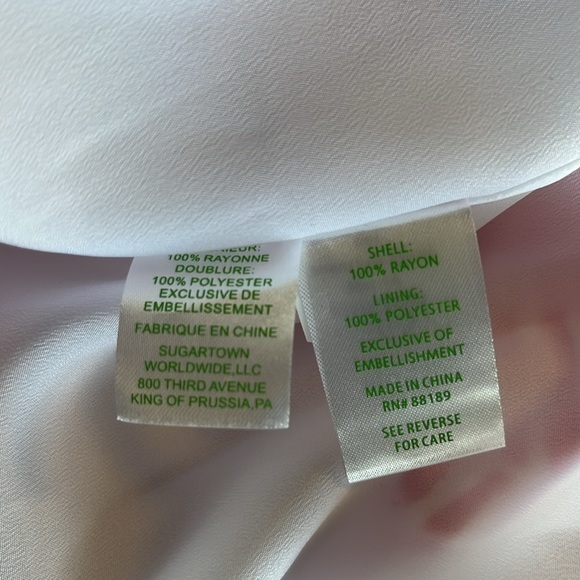 100% RAYONNE
DOUBLURE:
100% POLYESTER
EXCLUSIVE DE
EMBELLISSEMENT
FABRIQUE EN CHINE
SUGARTOWN
WORLDWIDE,LLC
800 THIRD AVENUE
KING OF PRUSSIA,PA
SHELL:
100% RAYON
LINING:
100% POLYESTER
EXCLUSIVE OF
EMBELLISHMENT
MADE IN CHINA
RN# 88189
SEE REVERSE
FOR CARE